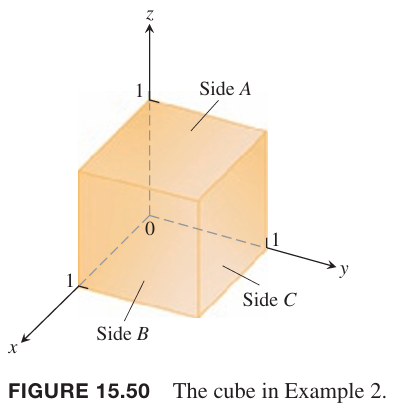 z
1
Side A
0
1
y
1
Side C
Side B
x
FIGURE 15.50 The cube in Example 2.